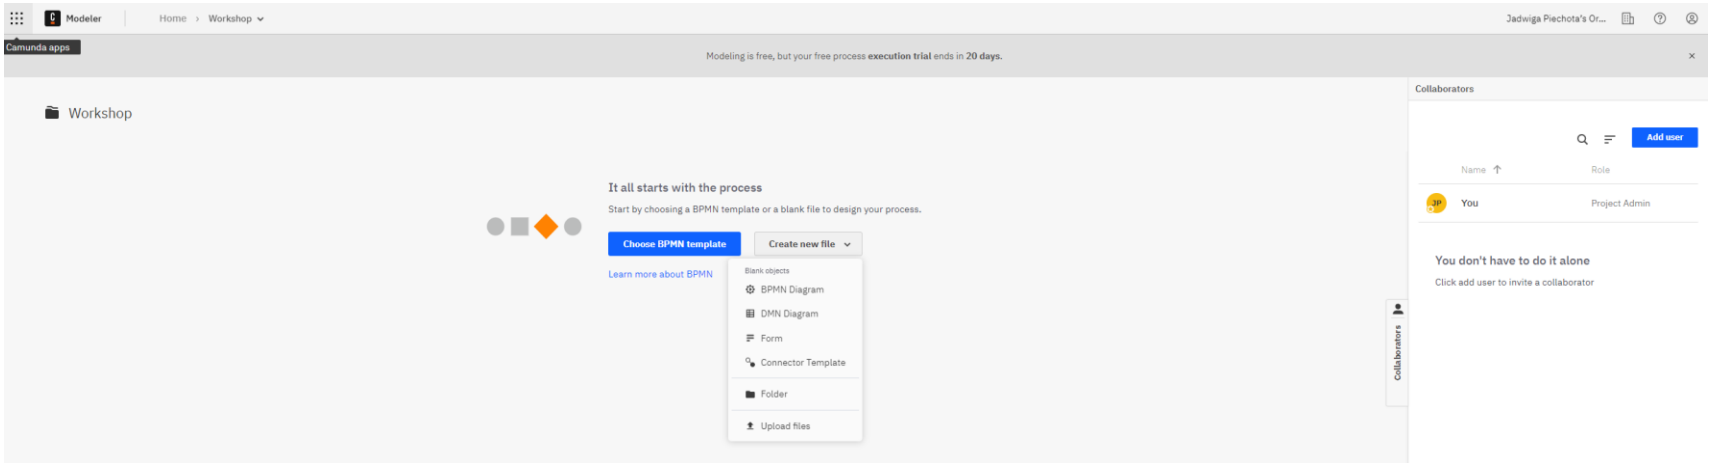 C Modeler Home > Workshop Jadwiga Piechota's Or...
Camunda apps
Modeling is free, but your free process execution trial ends in 20 days. ×
Workshop
It all starts with the process
Start by choosing a BPMN template or a blank file to design your process.
Choose BPMN template
Create new file
Learn more about BPMN
Blank objects
BPMN Diagram
DMN Diagram
Form
Connector Template
Folder
Upload files
Collaborators
Collaborators
Add user
Name ↑ Role
JP You Project Admin
You don't have to do it alone
Click add user to invite a collaborator